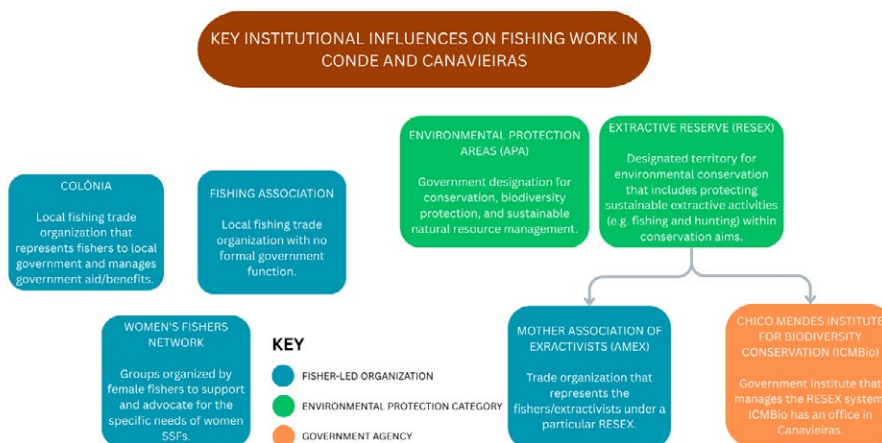 KEY INSTITUTIONAL INFLUENCES ON FISHING WORK IN
CONDE AND CANAVIEIRAS
ENVIRONMENTAL PROTECTION
AREAS (APA)
Government designation for
conservation, biodiversity
protection, and sustainable
natural resource management.
EXTRACTIVE RESERVE (RESEX)
Designated territory for
environmental conservation
that includes protecting
sustainable extractive activities
(e.g. fishing and hunting) within
conservation aims.
COLÔNIA
Local fishing trade
organization that
represents fishers to local
government and manages
government aid/benefits.
FISHING ASSOCIATION
Local fishing trade
organization with no
formal government
function.
WOMEN'S FISHERS
NETWORK
Groups organized by
female fishers to support
and advocate for the
specific needs of women
SSFs.
KEY
FISHER-LED ORGANIZATION
ENVIRONMENTAL PROTECTION CATEGORY
GOVERNMENT AGENCY
MOTHER ASSOCIATION OF
EXRACTIVISTS (AMEX)
Trade organization that
represents the
fishers/extractivists under a
particular RESEX.
CHICO MENDES INSTITUTE
FOR BIODIVERSITY
CONSERVATION (ICMBio)
Government institute that
manages the RESEX system.
ICMBio has an office in
Canavieiras.